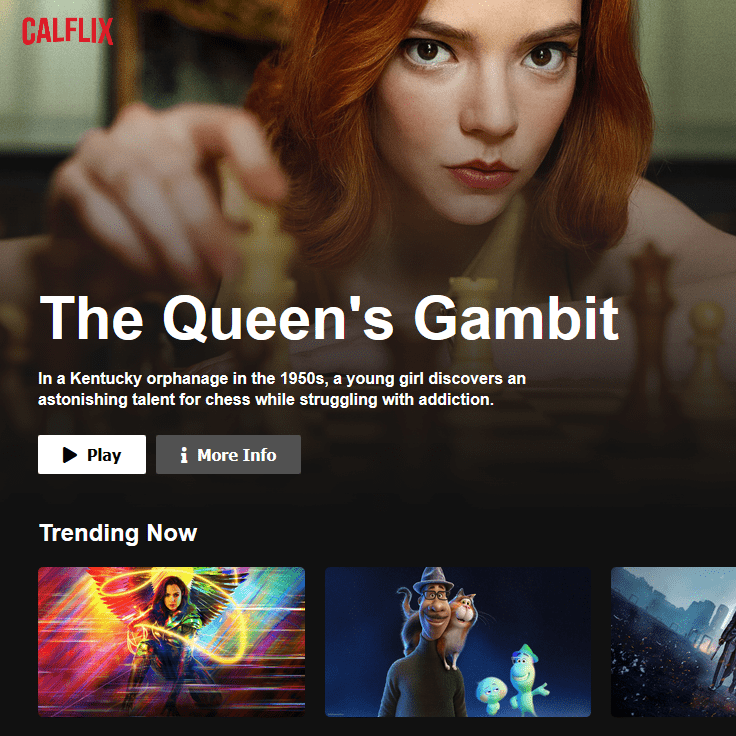 CALFLIX
The Queen's Gambit
In a Kentucky orphanage in the 1950s, a young girl discovers an
astonishing talent for chess while struggling with addiction.
Play
More Info
Trending Now